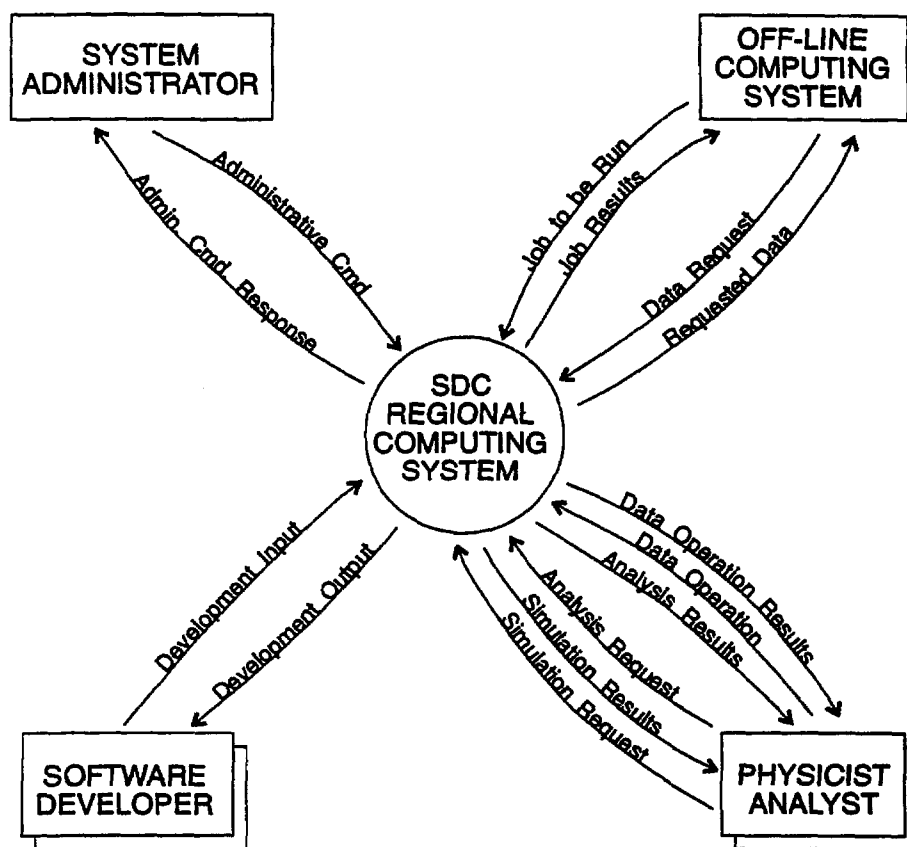 SYSTEM
ADMINISTRATOR
OFF-LINE
COMPUTING
SYSTEM
Administrative Cmd
Admin. Cmd. Response
Job to be Run
Job Results
Data Request
Requested Data
SDC
REGIONAL
COMPUTING
SYSTEM
Development Input
Development Output
Data Operation Results
Data Operation
Analysis Results
Analysis Request
Simulation Results
Simulation Request
SOFTWARE
DEVELOPER
PHYSICIST
ANALYST